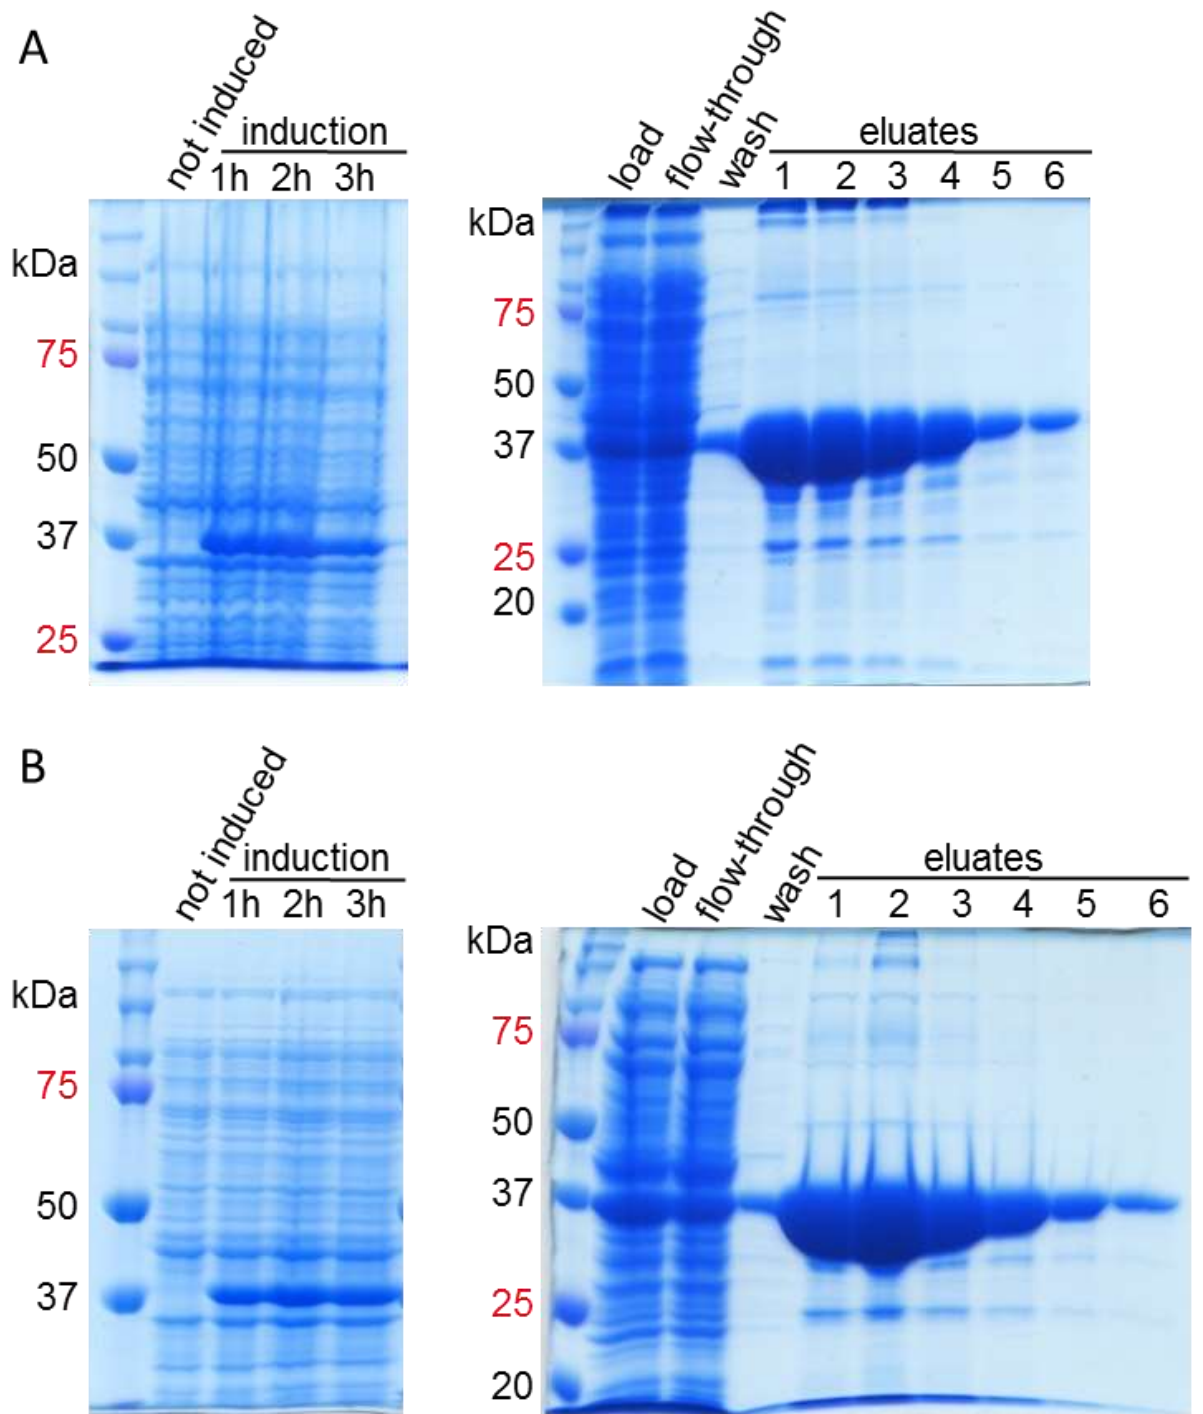 A
not induced
induction
1h 2h 3h
kDa
75
50
37
25
load
flow-through
wash
eluates
1 2 3 4 5 6
kDa
75
50
37
25
20
B
not induced
induction
1h 2h 3h
kDa
75
50
37
load
flow-through
wash
eluates
1 2 3 4 5 6
kDa
75
50
37
25
20